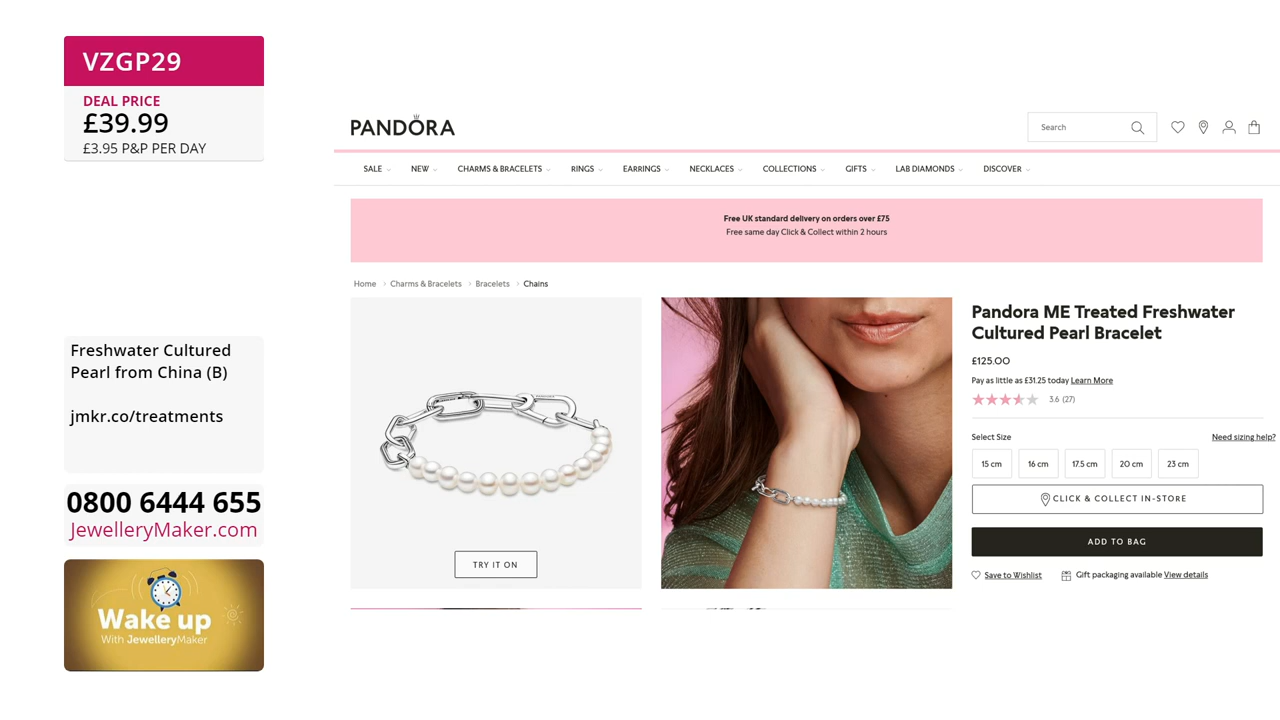 VZGP29
DEAL PRICE
£39.99
£3.95 P&P PER DAY
Freshwater Cultured
Pearl from China (B)
jmkr.co/treatments
0800 6444 655
JewelleryMaker.com
Wake up
With JewelleryMaker
PANDORA
Search
SALE NEW CHARMS & BRACELETS RINGS EARRINGS NECKLACES COLLECTIONS GIFTS LAB DIAMONDS DISCOVER
Free UK standard delivery on orders over £75
Free same day Click & Collect within 2 hours
Home > Charms & Bracelets > Bracelets > Chains
TRY IT ON
Pandora ME Treated Freshwater
Cultured Pearl Bracelet
£125.00
Pay as little as £31.25 today Learn More
3.6 (27)
Select Size Need sizing help?
15 cm 16 cm 17.5 cm 20 cm 23 cm
CLICK & COLLECT IN-STORE
ADD TO BAG
Save to Wishlist Gift packaging available View details